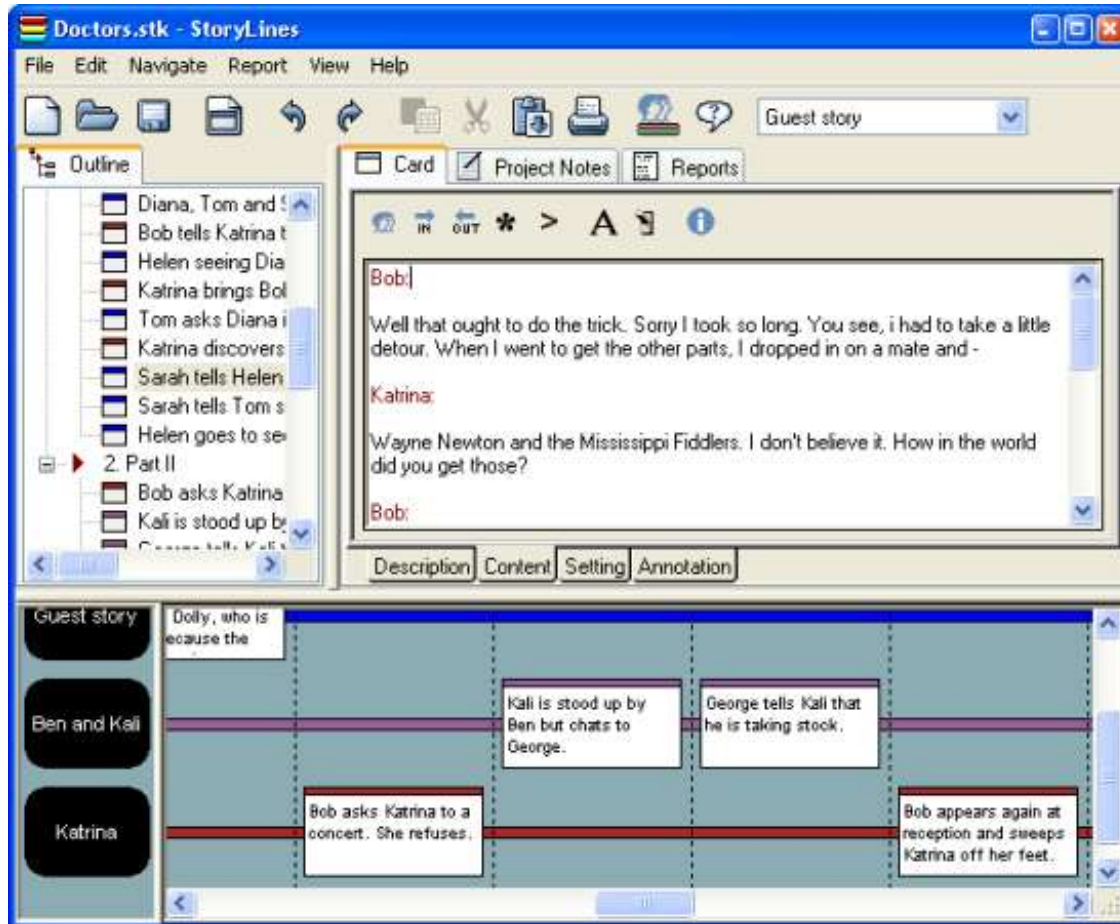 Doctors.stk - StoryLines
File Edit Navigate Report View Help
Guest story
Outline
Diana, Tom and S
Bob tells Katrina t
Helen seeing Dia
Katrina brings Bol
Tom asks Diana i
Katrina discovers
Sarah tells Helen
Sarah tells Tom s
Helen goes to see
2. Part II
Bob asks Katrina
Kali is stood up by
George tells Kali
Card Project Notes Reports
IN OUT * > A
Bob:
Well that ought to do the trick. Sorry I took so long. You see, i had to take a little
detour. When I went to get the other parts, I dropped in on a mate and -
Katrina:
Wayne Newton and the Mississippi Fiddlers. I don't believe it. How in the world
did you get those?
Bob:
Description Content Setting Annotation
Guest story
Dolly, who is
ecause the
Ben and Kali
Kali is stood up by
Ben but chats to
George.
George tells Kali that
he is taking stock.
Katrina
Bob asks Katrina to a
concert. She refuses.
Bob appears again at
reception and sweeps
Katrina off her feet.